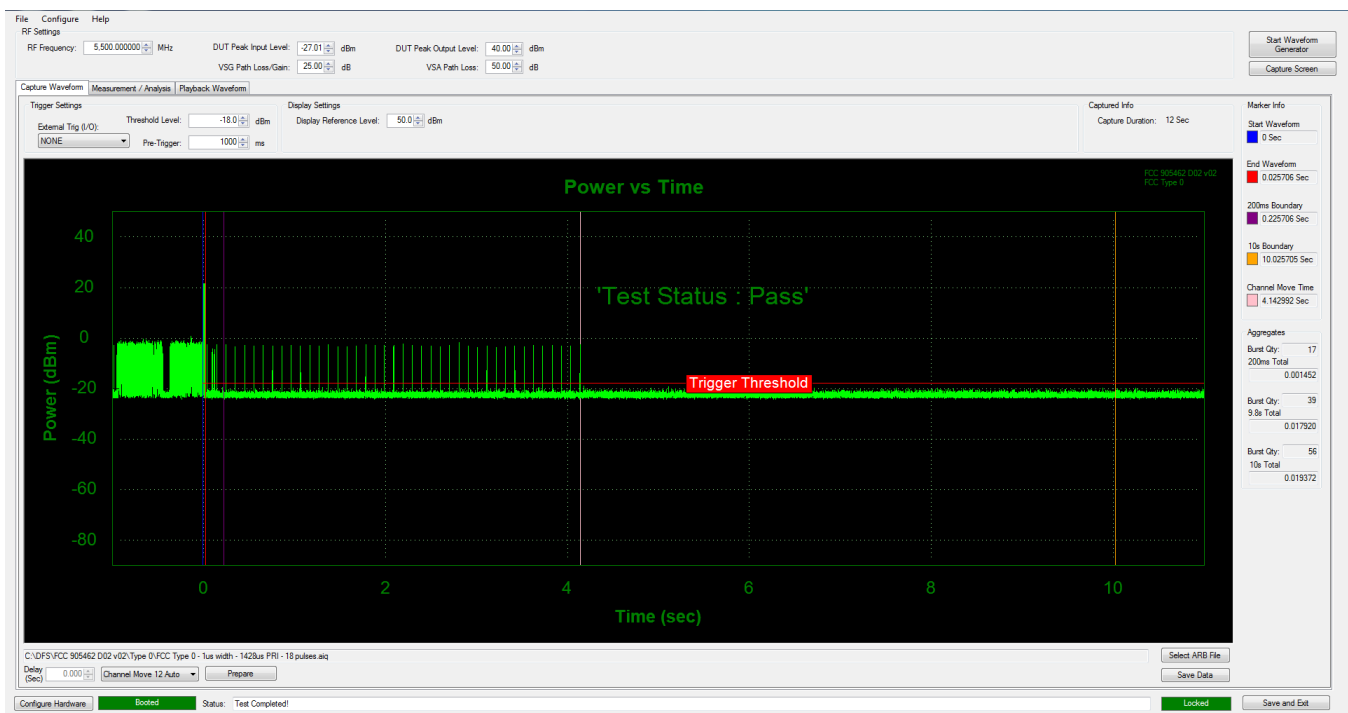 File Configure Help
RF Settings
RF Frequency: 5,500.000000 MHz DUT Peak Input Level: -27.01 dBm DUT Peak Output Level: 40.00 dBm
VSG Path Loss/Gain: 25.00 dB VSA Path Loss: 50.00 dB
Start Waveform Generator
Capture Screen
Capture Waveform Measurement / Analysis Playback Waveform
Trigger Settings
External Trig (I/O): Threshold Level: -18.0 dBm
NONE Pre-Trigger: 1000 ms
Display Settings
Display Reference Level: 50.0 dBm
Captured Info
Capture Duration: 12 Sec
Marker Info
Start Waveform
0 Sec
End Waveform
0.025706 Sec
200ms Boundary
0.225706 Sec
10s Boundary
10.025705 Sec
Channel Move Time
4.142992 Sec
Aggregates
Burst Qty: 17
200ms Total
0.001452
Burst Qty: 39
9.8s Total
0.017920
Burst Qty: 56
10s Total
0.019372
Power vs Time
FCC 905462 D02 v02
FCC Type 0
'Test Status : Pass'
Trigger Threshold
Power (dBm)
40
20
0
-20
-40
-60
-80
0 2 4 6 8 10
Time (sec)
C:\DFS\FCC 905462 D02 v02\Type 0\FCC Type 0 - 1us width - 1428us PRI - 18 pulses.aiq
Select ARB File
Delay (Sec) 0.000 Channel Move 12 Auto Prepare
Save Data
Configure Hardware Booted Status: Test Completed! Locked Save and Exit